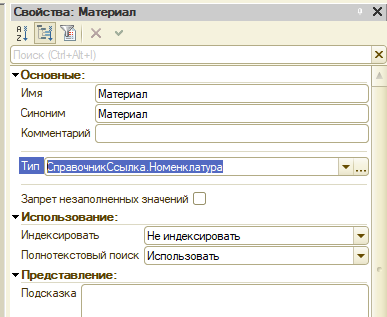 Свойства: Материал
Поиск (Ctrl+Alt+I)
Основные:
Имя Материал
Синоним Материал
Комментарий
Тип СправочникСсылка.Номенклатура ...
Запрет незаполненных значений
Использование:
Индексировать Не индексировать
Полнотекстовый поиск Использовать
Представление:
Подсказка